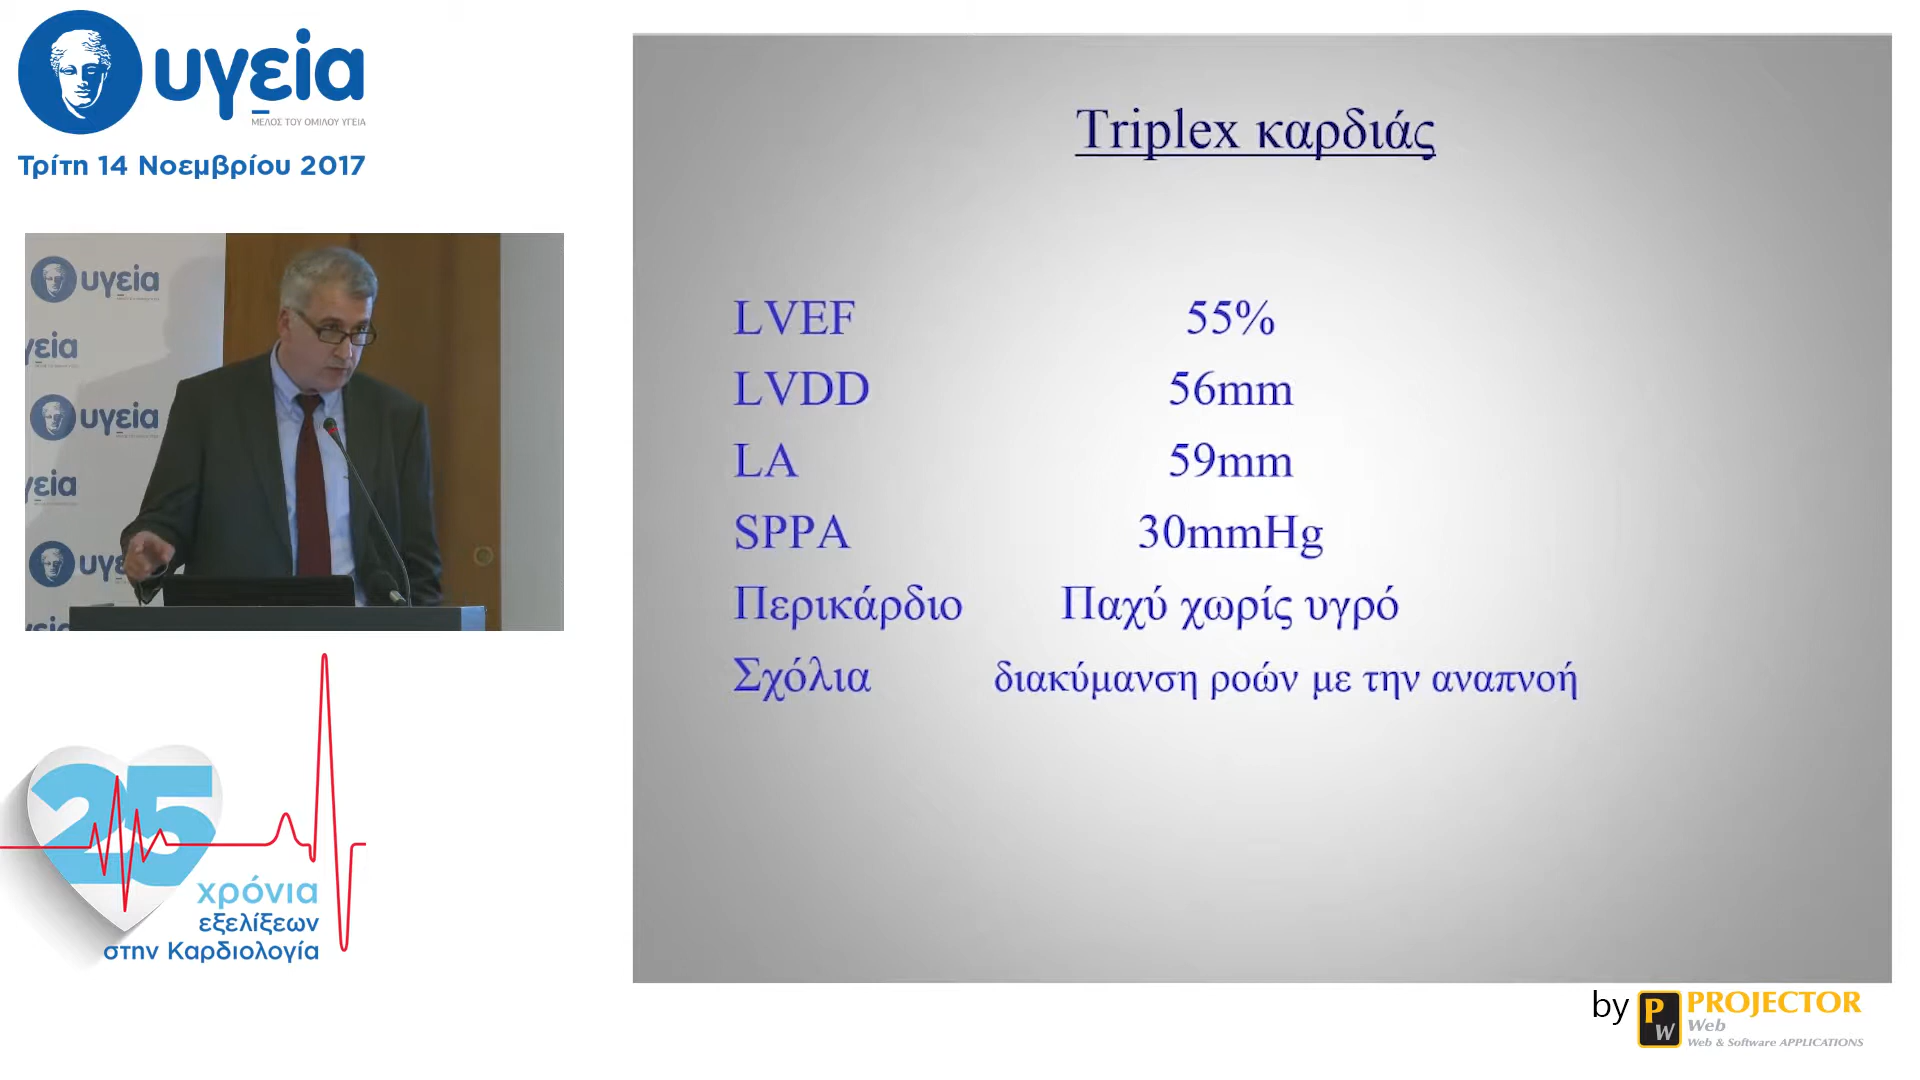 υγεία
ΜΕΛΟΣ ΤΟΥ ΟΜΙΛΟΥ ΥΓΕΙΑ
Τρίτη 14 Νοεμβρίου 2017
υγεία
υγεία
υγεία
υγεία
υγε
25
χρόνια
εξελίξεων
στην Καρδιολογία
Triplex καρδιάς
LVEF 55%
LVDD 56mm
LA 59mm
SPPA 30mmHg
Περικάρδιο Παχύ χωρίς υγρό
Σχόλια διακύμανση ροών με την αναπνοή
by PW PROJECTOR
Web
Web & Software APPLICATIONS